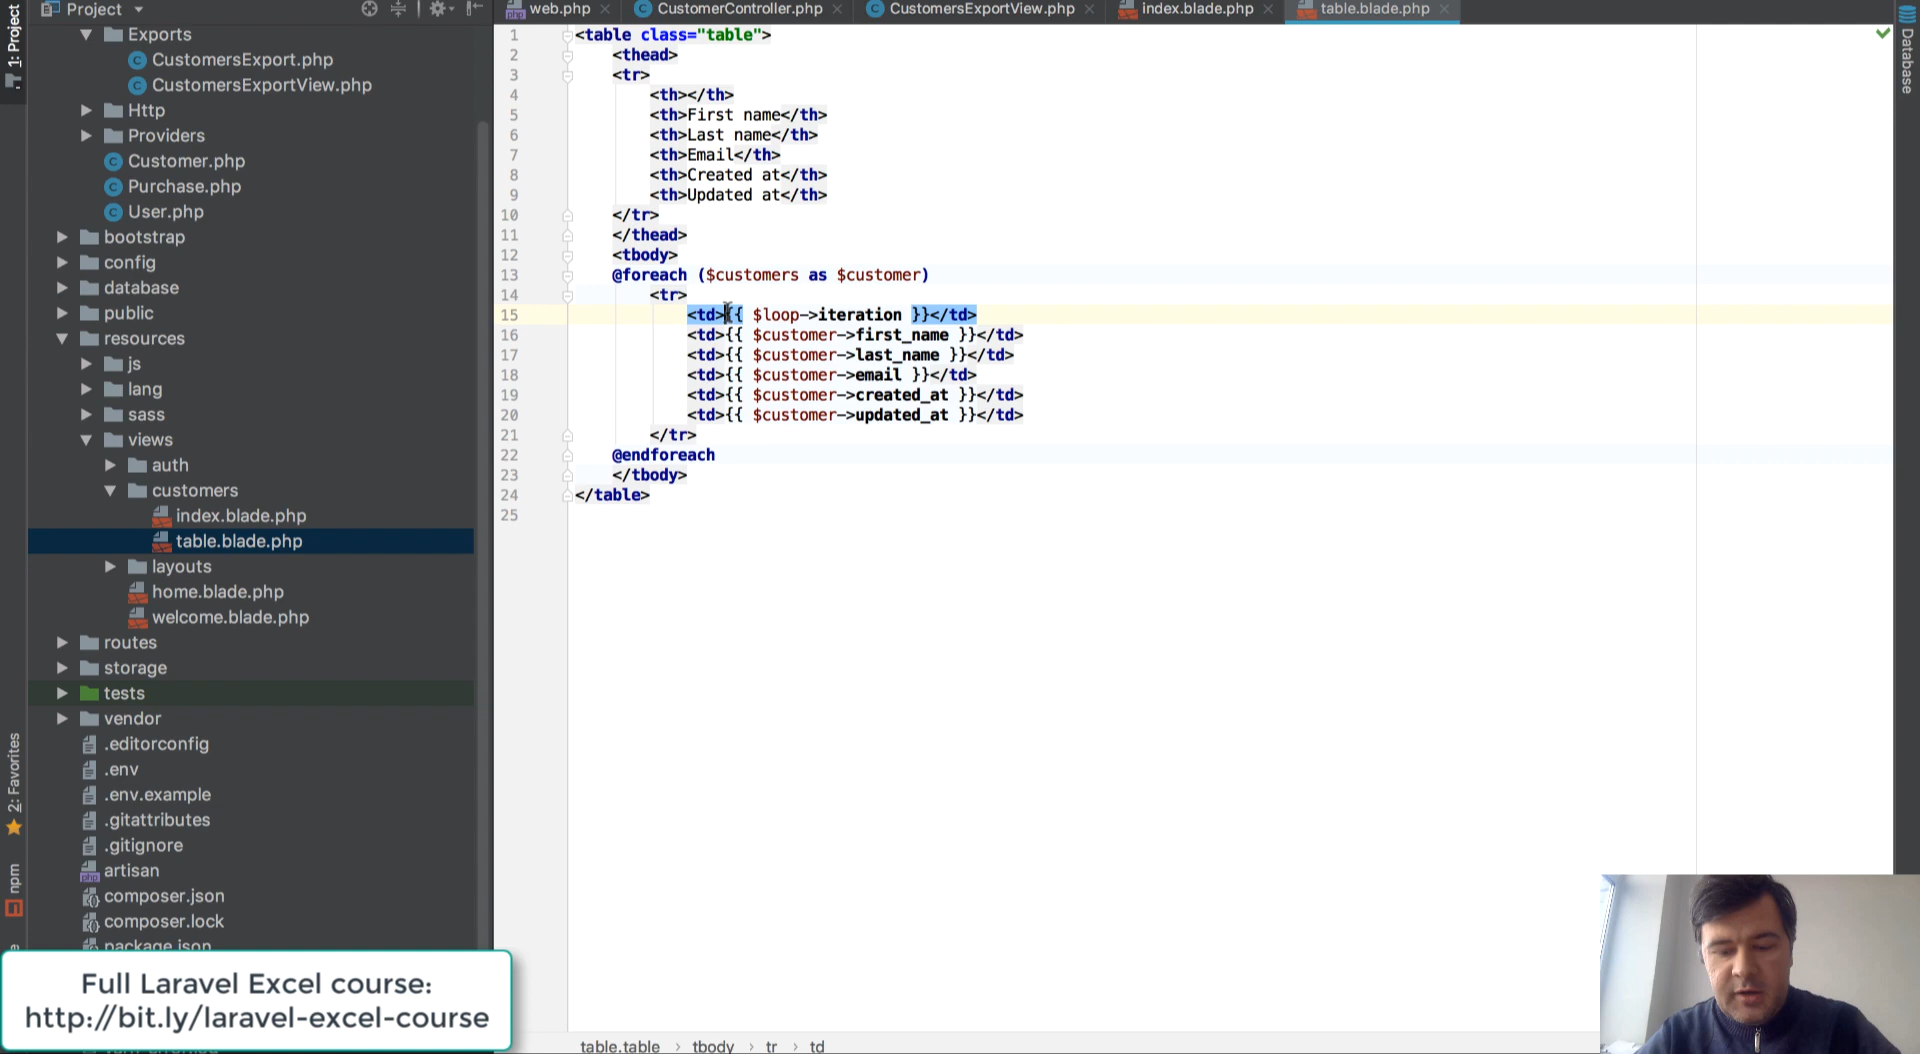 Project
web.php
CustomerController.php
CustomersExportView.php
index.blade.php
table.blade.php
1: Project
2: Favorites
npm
Database
Exports
CustomersExport.php
CustomersExportView.php
Http
Providers
Customer.php
Purchase.php
User.php
bootstrap
config
database
public
resources
js
lang
sass
views
auth
customers
index.blade.php
table.blade.php
layouts
home.blade.php
welcome.blade.php
routes
storage
tests
vendor
.editorconfig
.env
.env.example
.gitattributes
.gitignore
artisan
composer.json
composer.lock
package.json
1 <table class="table">
2 <thead>
3 <tr>
4 <th></th>
5 <th>First name</th>
6 <th>Last name</th>
7 <th>Email</th>
8 <th>Created at</th>
9 <th>Updated at</th>
10 </tr>
11 </thead>
12 <tbody>
13 @foreach ($customers as $customer)
14 <tr>
15 <td>{{ $loop->iteration }}</td>
16 <td>{{ $customer->first_name }}</td>
17 <td>{{ $customer->last_name }}</td>
18 <td>{{ $customer->email }}</td>
19 <td>{{ $customer->created_at }}</td>
20 <td>{{ $customer->updated_at }}</td>
21 </tr>
22 @endforeach
23 </tbody>
24 </table>
25
table.table › tbody › tr › td
Full Laravel Excel course:
http://bit.ly/laravel-excel-course